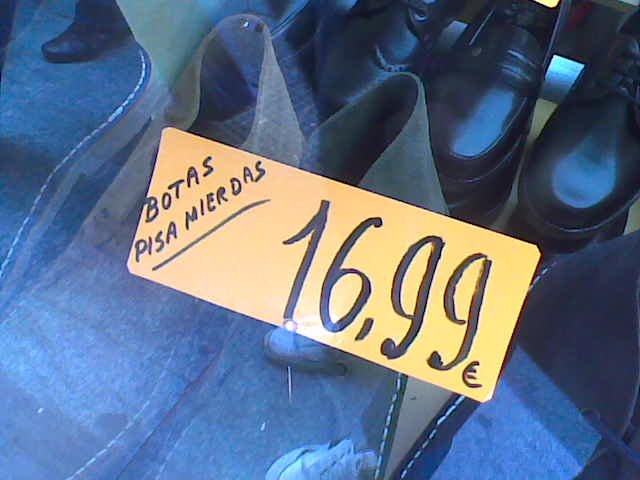 BOTAS
PISA MIERDAS
16,99 €